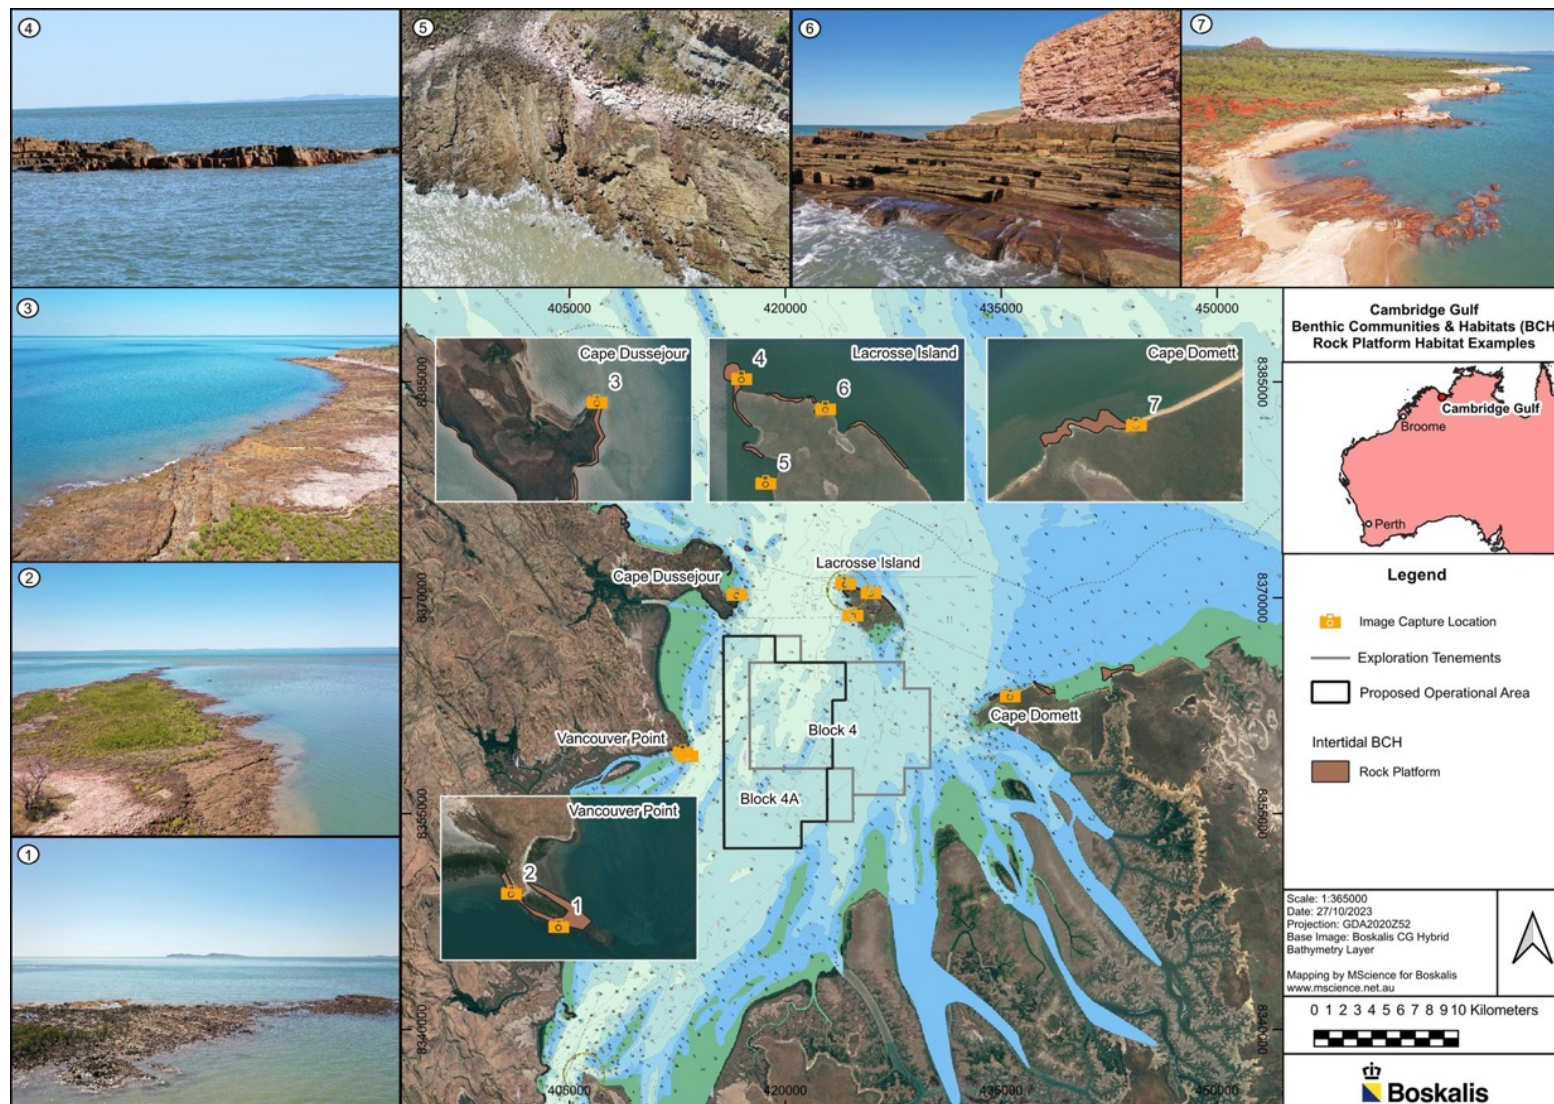 4
5
6
7
3
2
1
405000
420000
435000
450000
8385000
8385000
Cape Dussejour
3
Lacrosse Island
4
6
5
Cape Domett
7
8370000
8370000
Cape Dussejour
Lacrosse Island
Cape Domett
Vancouver Point
Block 4
Block 4A
8355000
8355000
Vancouver Point
2
1
8340000
8340000
405000
420000
435000
450000
Cambridge Gulf
Benthic Communities & Habitats (BCH
Rock Platform Habitat Examples
Cambridge Gulf
Broome
Perth
Legend
Image Capture Location
Exploration Tenements
Proposed Operational Area
Intertidal BCH
Rock Platform
Scale: 1:365000
Date: 27/10/2023
Projection: GDA2020Z52
Base Image: Boskalis CG Hybrid
Bathymetry Layer
Mapping by MScience for Boskalis
www.mscience.net.au
0 1 2 3 4 5 6 7 8 9 10 Kilometers
Boskalis